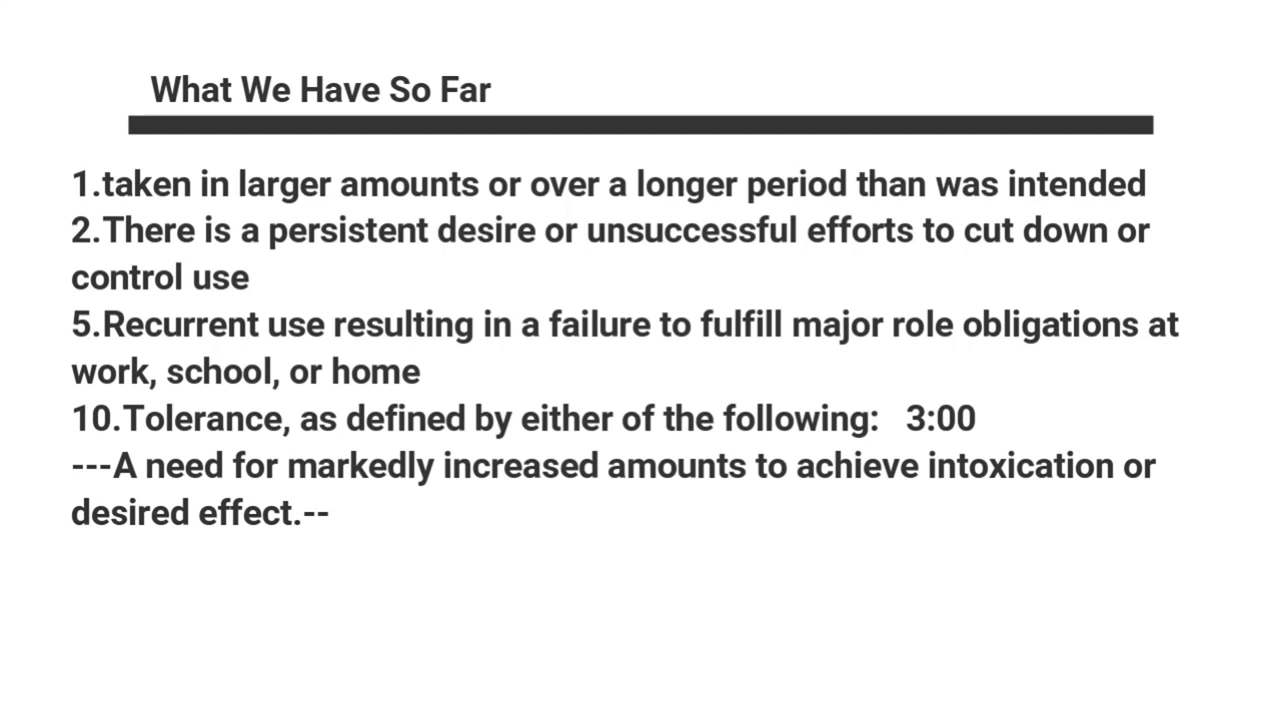 What We Have So Far
1.taken in larger amounts or over a longer period than was intended
2.There is a persistent desire or unsuccessful efforts to cut down or
control use
5.Recurrent use resulting in a failure to fulfill major role obligations at
work, school, or home
10.Tolerance, as defined by either of the following:   3:00
---A need for markedly increased amounts to achieve intoxication or
desired effect.--